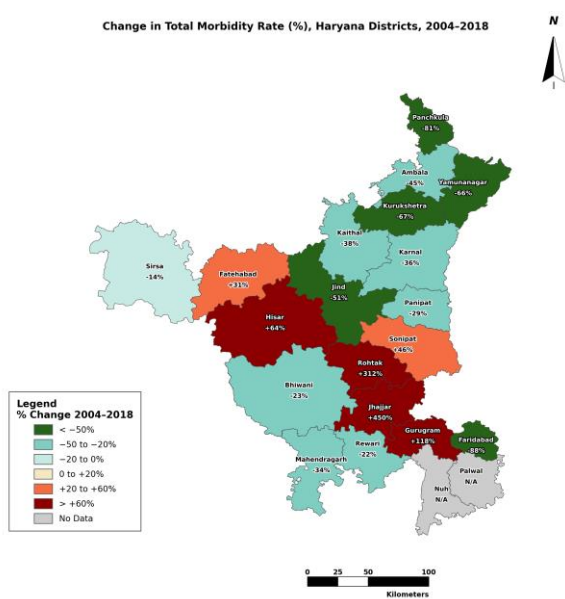 Change in Total Morbidity Rate (%), Haryana Districts, 2004–2018
N
Panchkula
-81%
Ambala
-45%
Yamunanagar
-66%
Kurukshetra
-67%
Kaithal
-38%
Karnal
-36%
Sirsa
-14%
Fatehabad
+31%
Jind
-51%
Panipat
-29%
Hisar
+64%
Sonipat
+46%
Rohtak
+312%
Bhiwani
-23%
Jhajjar
+450%
Gurugram
+118%
Faridabad
-88%
Rewari
-22%
Mahendragarh
-34%
Palwal
N/A
Nuh
N/A
Legend
% Change 2004–2018
< −50%
−50 to −20%
−20 to 0%
0 to +20%
+20 to +60%
> +60%
No Data
0 25 50 100
Kilometers